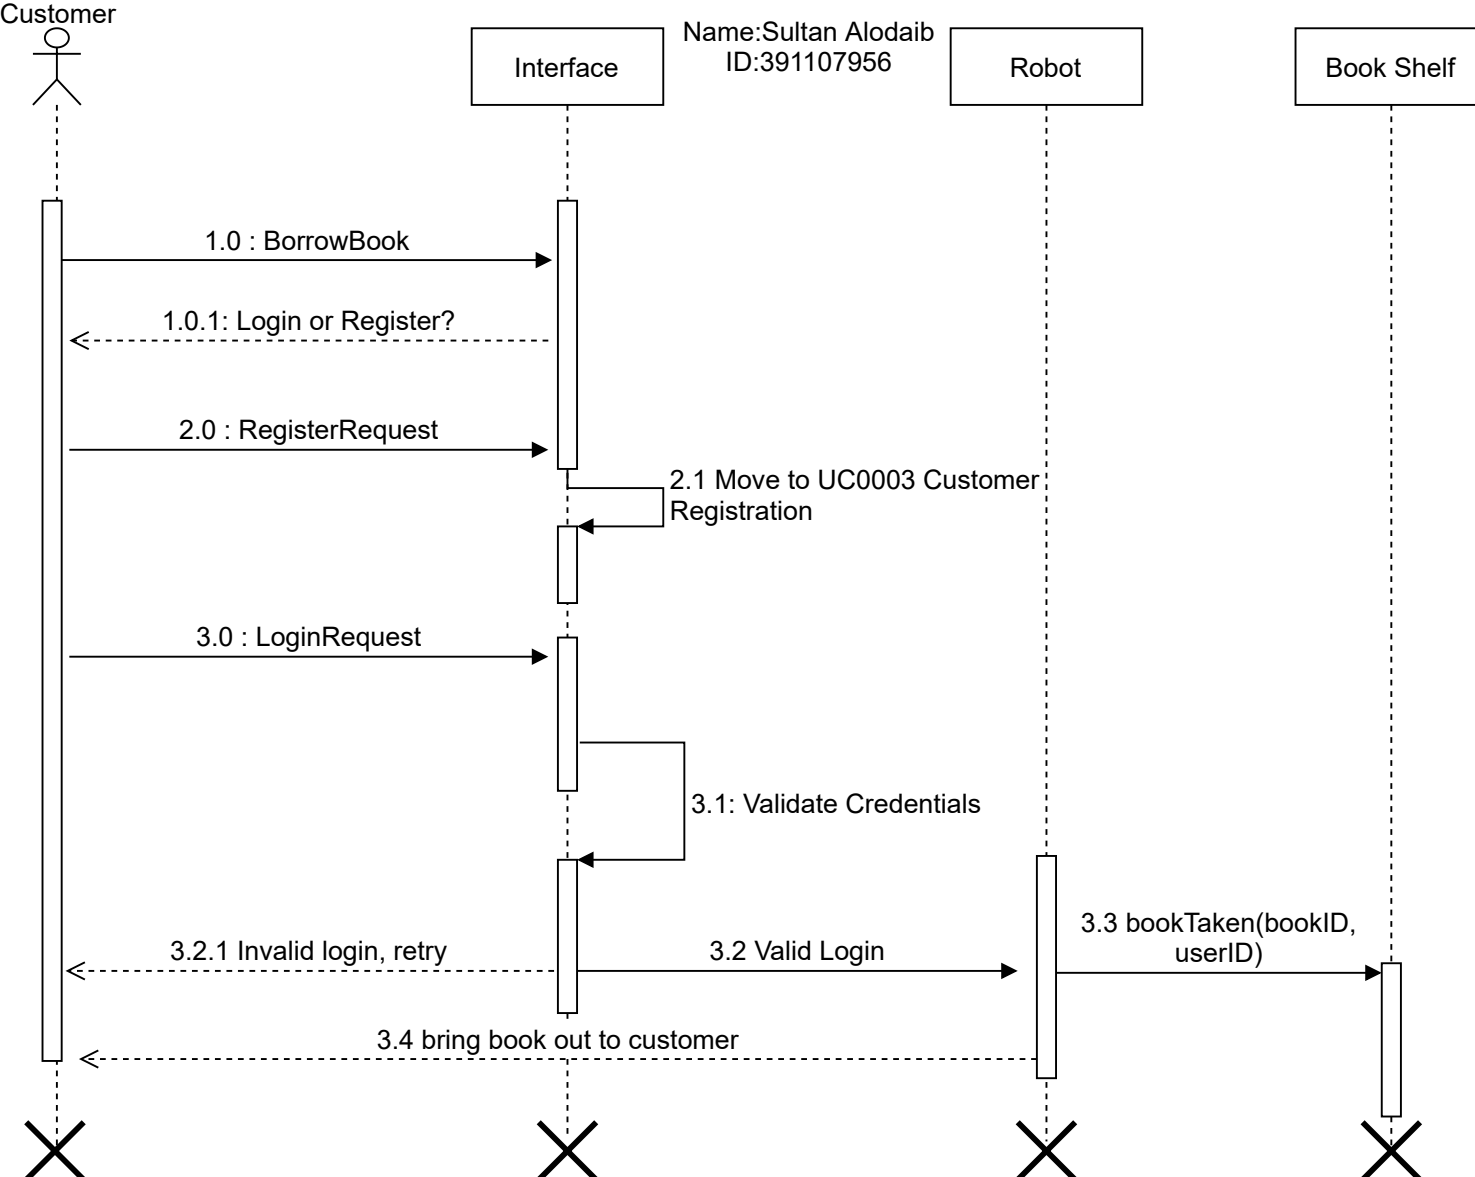 Customer
Name:Sultan Alodaib
ID:391107956
Interface
Robot
Book Shelf
1.0 : BorrowBook
1.0.1: Login or Register?
2.0 : RegisterRequest
2.1 Move to UC0003 Customer
Registration
3.0 : LoginRequest
3.1: Validate Credentials
3.3 bookTaken(bookID,
userID)
3.2.1 Invalid login, retry
3.2 Valid Login
3.4 bring book out to customer